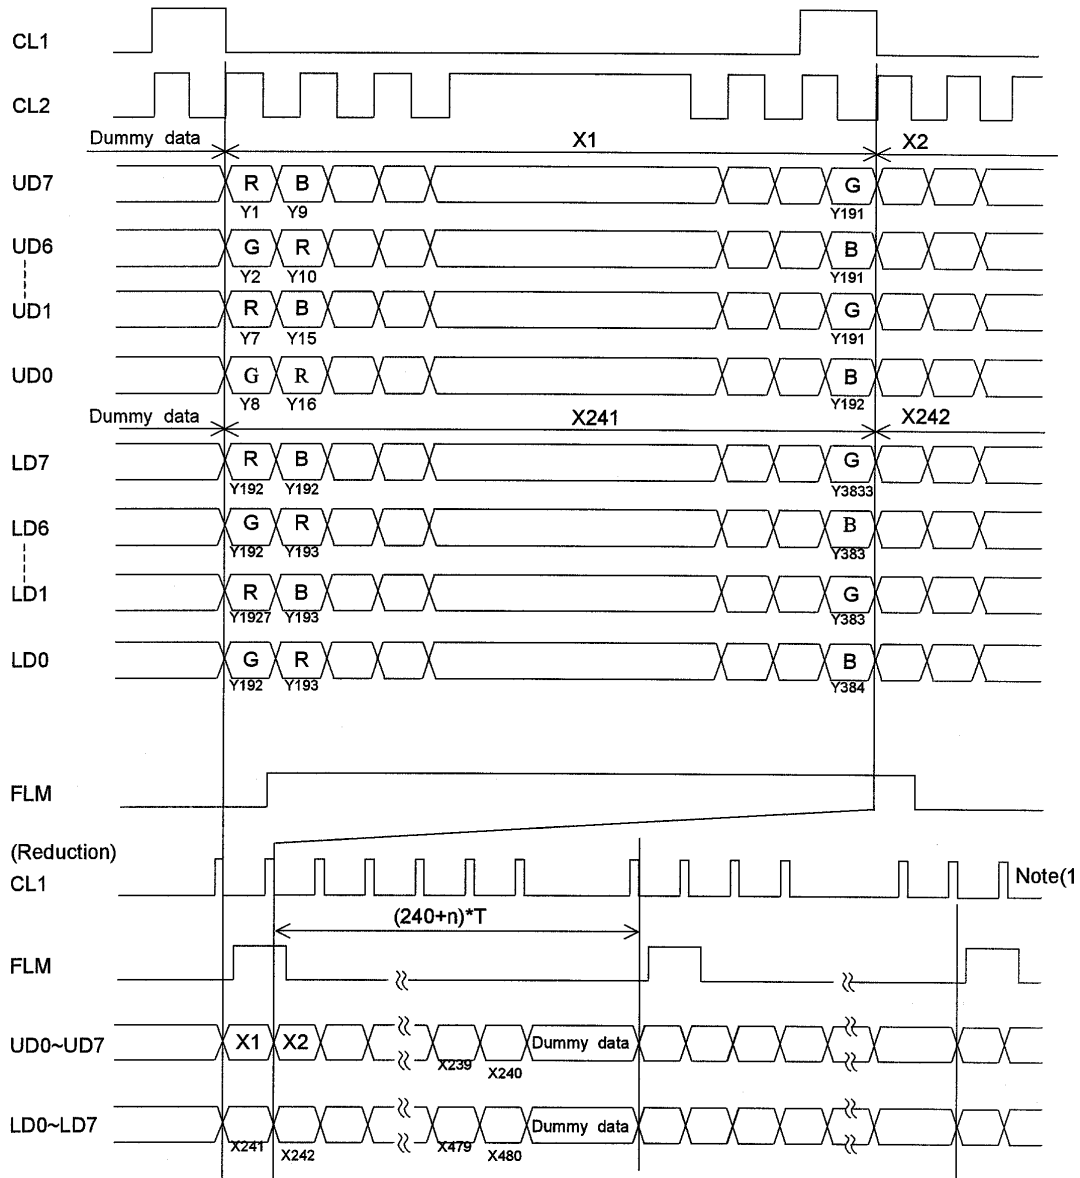 CL1
CL2
Dummy data X1 X2
UD7 R B G
Y1 Y9 Y191
UD6 G R B
Y2 Y10 Y191
UD1 R B G
Y7 Y15 Y191
UD0 G R B
Y8 Y16 Y192
Dummy data X241 X242
LD7 R B G
Y192 Y192 Y3833
LD6 G R B
Y192 Y193 Y383
LD1 R B G
Y1927 Y193 Y383
LD0 G R B
Y192 Y193 Y384
FLM
(Reduction)
CL1 Note(1
(240+n)*T
FLM
UD0~UD7 X1 X2 Dummy data
X239 X240
LD0~LD7 Dummy data
X241 X242 X479 X480